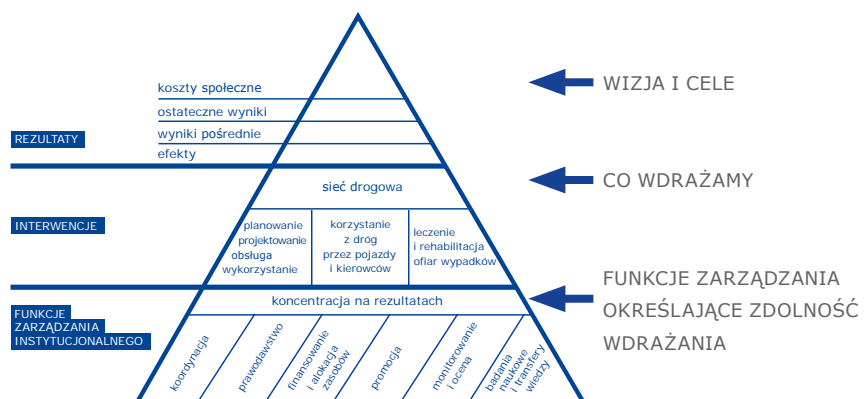 koszty społeczne
ostateczne wyniki
wyniki pośrednie
efekty
REZULTATY
WIZJA I CELE
sieć drogowa
CO WDRAŻAMY
INTERWENCJE
planowanie
projektowanie
obsługa
wykorzystanie
korzystanie
z dróg
przez pojazdy
i kierowców
leczenie
i rehabilitacja
ofiar wypadków
FUNKCJE
ZARZĄDZANIA
INSTYTUCJONALNEGO
koncentracja na rezultatach
FUNKCJE ZARZĄDZANIA
OKREŚLAJĄCE ZDOLNOŚĆ
WDRAŻANIA
koordynacja
prawodawstwo
finansowanie
i alokacja
zasobów
promocja
monitorowanie
i ocena
badania
naukowe
i transfery
wiedzy